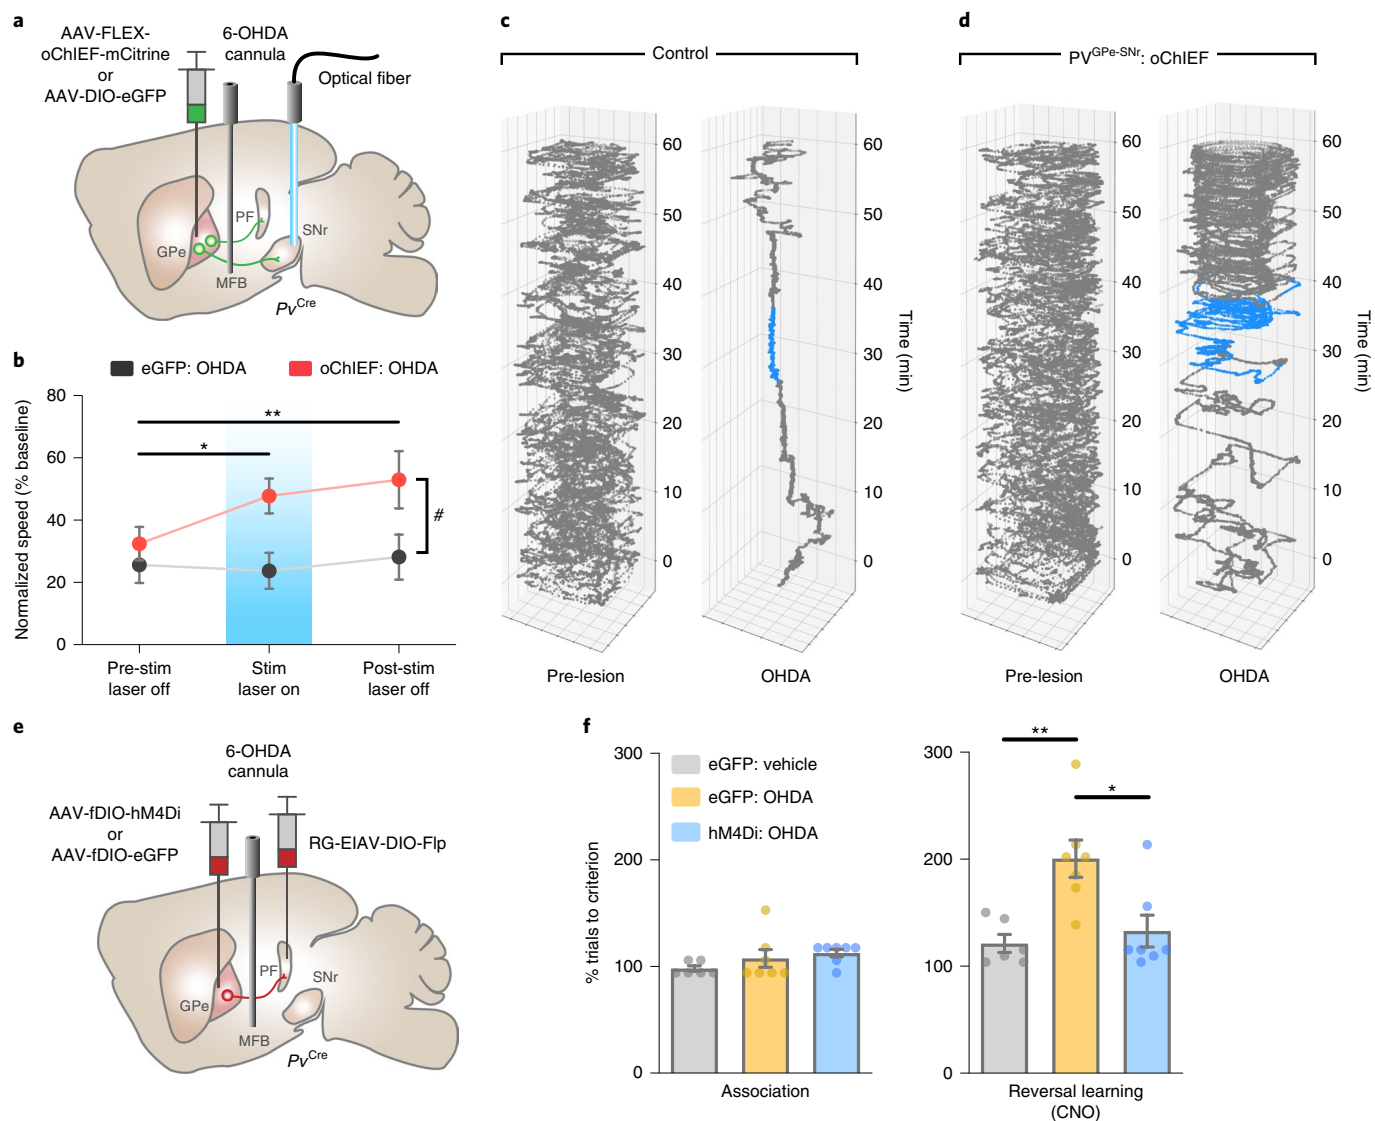 a
AAV-FLEX-
oChIEF-mCitrine
or
AAV-DIO-eGFP
6-OHDA
cannula
Optical fiber
PF
SNr
GPe
MFB
PvCre
b
eGFP: OHDA
oChIEF: OHDA
Normalized speed (% baseline)
80
60
40
20
0
**
*
#
Pre-stim
laser off
Stim
laser on
Post-stim
laser off
c
Control
60
50
40
30
20
10
0
Time (min)
Pre-lesion
60
50
40
30
20
10
0
OHDA
d
PVGPe-SNr: oChIEF
60
50
40
30
20
10
0
Time (min)
Pre-lesion
60
50
40
30
20
10
0
OHDA
e
6-OHDA
cannula
AAV-fDIO-hM4Di
or
AAV-fDIO-eGFP
RG-EIAV-DIO-Flp
PF
SNr
GPe
MFB
PvCre
f
% trials to criterion
300
200
100
0
eGFP: vehicle
eGFP: OHDA
hM4Di: OHDA
Association
300
200
100
0
**
*
Reversal learning
(CNO)